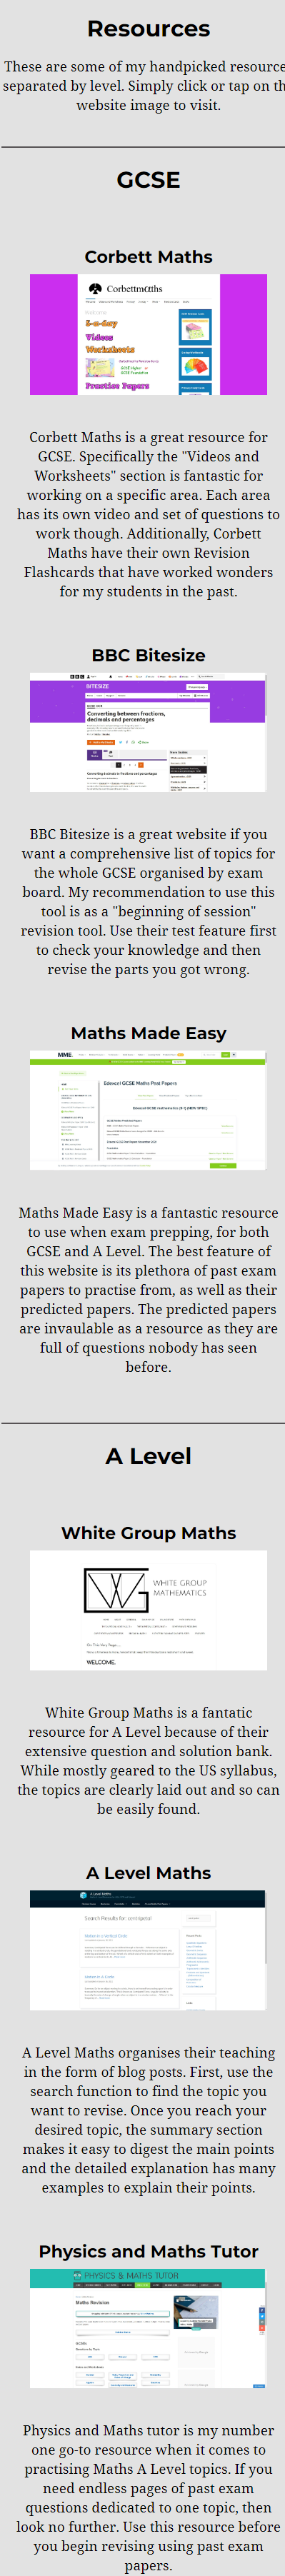 Resources
These are some of my handpicked resource
separated by level. Simply click or tap on th
website image to visit.
GCSE
Corbett Maths
Corbettmαths
5-a-day
Videos
Worksheets
Practice Papers
Corbett Maths is a great resource for
GCSE. Specifically the "Videos and
Worksheets" section is fantastic for
working on a specific area. Each area
has its own video and set of questions to
work though. Additionally, Corbett
Maths have their own Revision
Flashcards that have worked wonders
for my students in the past.
BBC Bitesize
BBC
BITESIZE
Converting between fractions,
decimals and percentages
BBC Bitesize is a great website if you
want a comprehensive list of topics for
the whole GCSE organised by exam
board. My recommendation to use this
tool is as a "beginning of session"
revision tool. Use their test feature first
to check your knowledge and then
revise the parts you got wrong.
Maths Made Easy
MME.
Edexcel GCSE Maths Past Papers
Maths Made Easy is a fantastic resource
to use when exam prepping, for both
GCSE and A Level. The best feature of
this website is its plethora of past exam
papers to practise from, as well as their
predicted papers. The predicted papers
are invaulable as a resource as they are
full of questions nobody has seen
before.
A Level
White Group Maths
WHITE GROUP
MATHEMATICS
WELCOME.
White Group Maths is a fantatic
resource for A Level because of their
extensive question and solution bank.
While mostly geared to the US syllabus,
the topics are clearly laid out and so can
be easily found.
A Level Maths
A Level Maths
Search Results for: centripetal
A Level Maths organises their teaching
in the form of blog posts. First, use the
search function to find the topic you
want to revise. Once you reach your
desired topic, the summary section
makes it easy to digest the main points
and the detailed explanation has many
examples to explain their points.
Physics and Maths Tutor
PHYSICS & MATHS TUTOR
Maths Revision
Physics and Maths tutor is my number
one go-to resource when it comes to
practising Maths A Level topics. If you
need endless pages of past exam
questions dedicated to one topic, then
look no further. Use this resource before
you begin revising using past exam
papers.